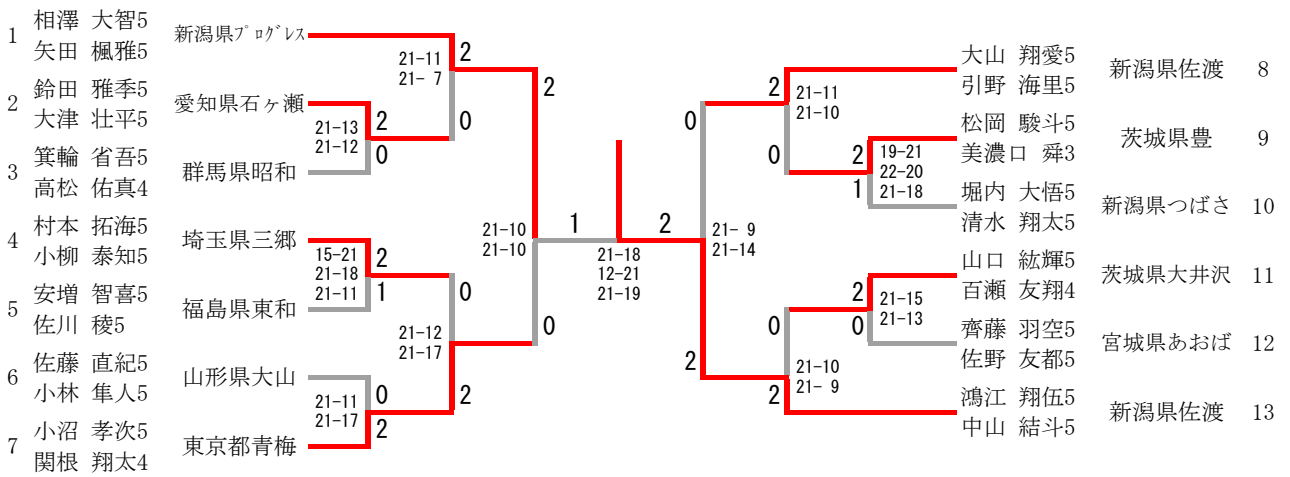 1 相澤 大智5
矢田 楓雅5
新潟県プログレス
2 鈴田 雅季5
大津 壮平5
愛知県石ヶ瀬
3 箕輪 省吾5
高松 佑真4
群馬県昭和
4 村本 拓海5
小柳 泰知5
埼玉県三郷
5 安増 智喜5
佐川 稜5
福島県東和
6 佐藤 直紀5
小林 隼人5
山形県大山
7 小沼 孝次5
関根 翔太4
東京都青梅
21-11
21- 7
2
0
21-13
21-12
2
0
15-21
21-18
21-11
2
1
21-12
21-17
0
2
21-11
21-17
0
2
21-10
21-10
2
0
1
2
21-18
12-21
21-19
0
2
21- 9
21-14
2
0
21-11
21-10
2
1
19-21
22-20
21-18
2
0
21-15
21-13
0
2
21-10
21- 9
大山 翔愛5
引野 海里5
新潟県佐渡 8
松岡 駿斗5
美濃口 舜3
茨城県豊 9
堀内 大悟5
清水 翔太5
新潟県つばさ 10
山口 紘輝5
百瀬 友翔4
茨城県大井沢 11
齊藤 羽空5
佐野 友都5
宮城県あおば 12
鴻江 翔伍5
中山 結斗5
新潟県佐渡 13